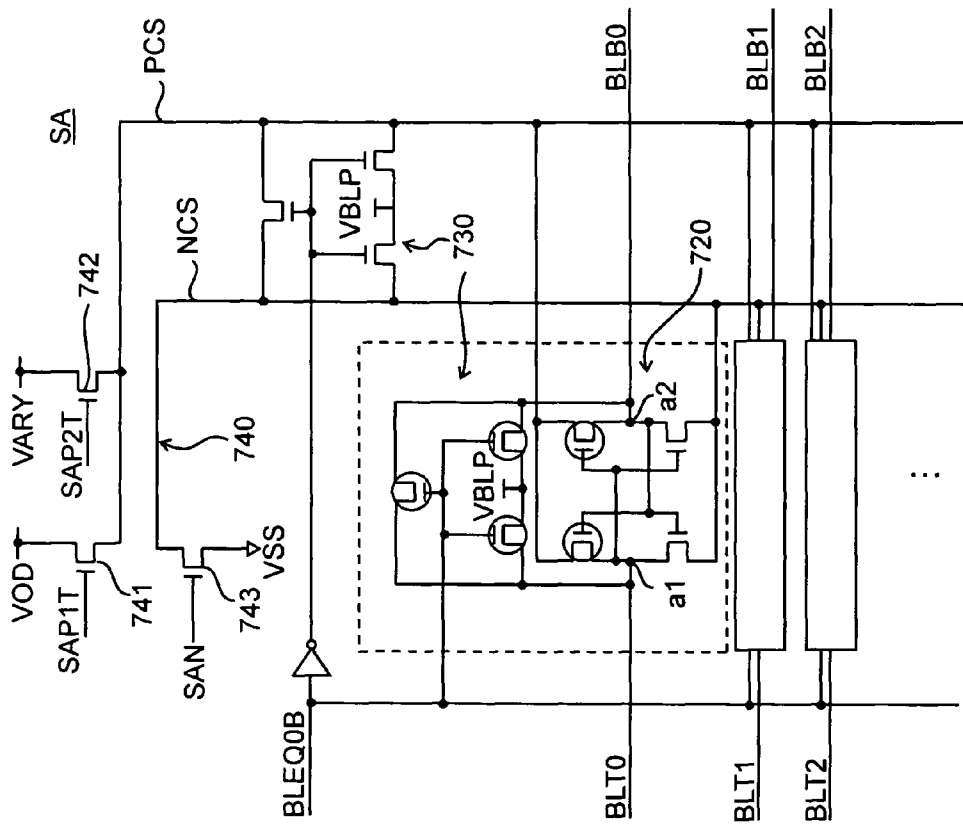 SA
PCS
NCS
VARY
742
SAP2T
VOD
740
SAP1T
741
SAN
743
VSS
VBLP
730
730
BLEQ0B
VBLP
720
a1
a2
BLT0
BLB0
BLT1
BLB1
BLT2
BLB2
...